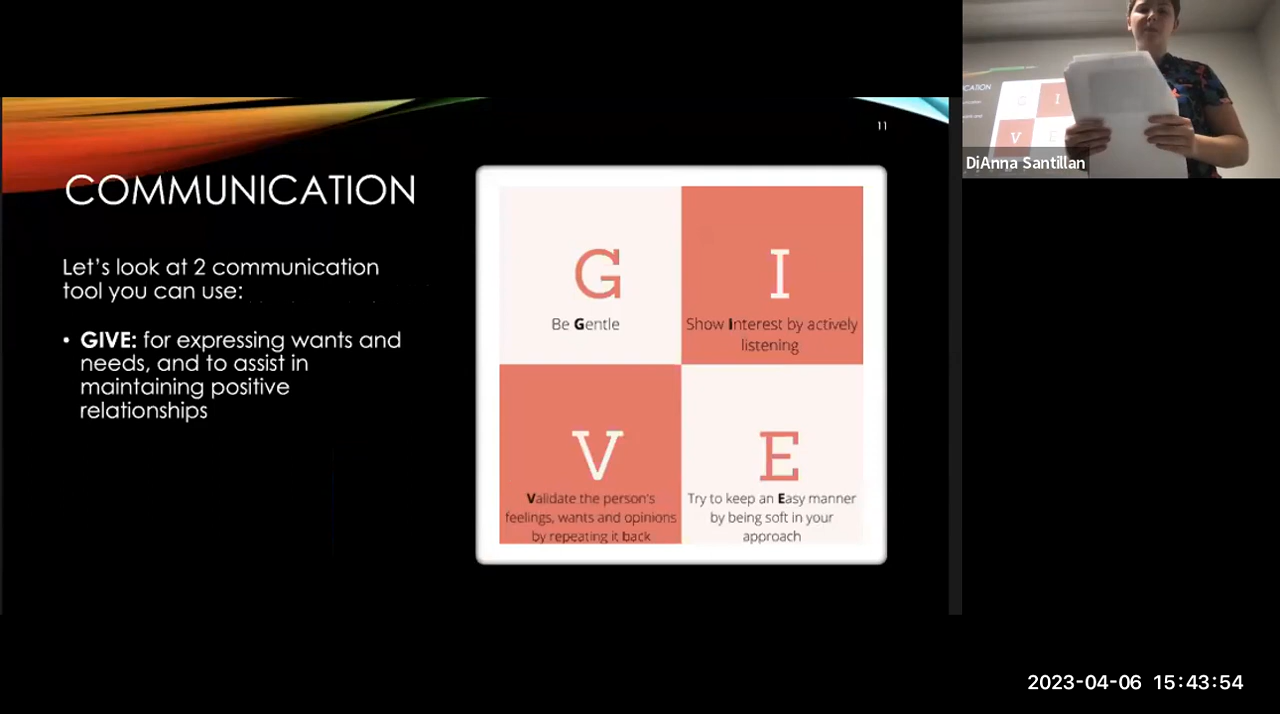 11
COMMUNICATION
Let's look at 2 communication
tool you can use:
• GIVE: for expressing wants and
needs, and to assist in
maintaining positive
relationships
G
Be Gentle
I
Show Interest by actively
listening
V
Validate the person's
feelings, wants and opinions
by repeating it back
E
Try to keep an Easy manner
by being soft in your
approach
CATION
G I
V E
DiAnna Santillan
2023-04-06 15:43:54